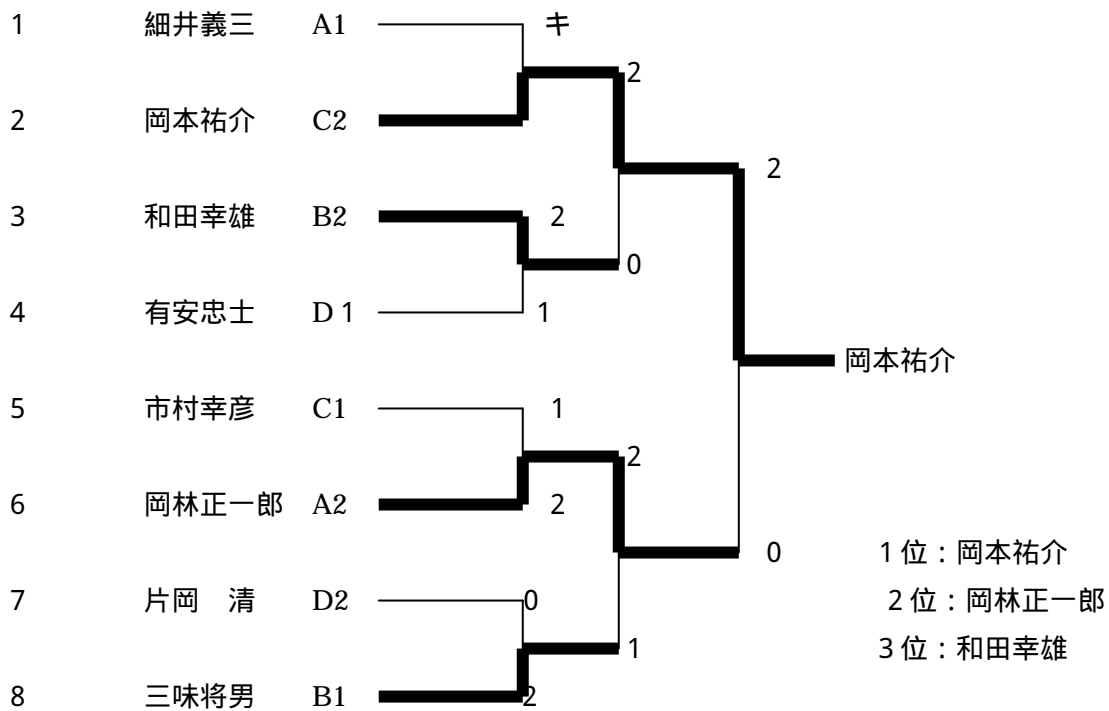 1 細井義三 A1 キ
2
2 岡本祐介 C2
2
3 和田幸雄 B2 2
0
4 有安忠士 D 1 1
岡本祐介
5 市村幸彦 C1 1
2
6 岡林正一郎 A2 2
0 1位：岡本祐介
7 片岡　清 D2 0 2位：岡林正一郎
1 3位：和田幸雄
8 三味将男 B1 2